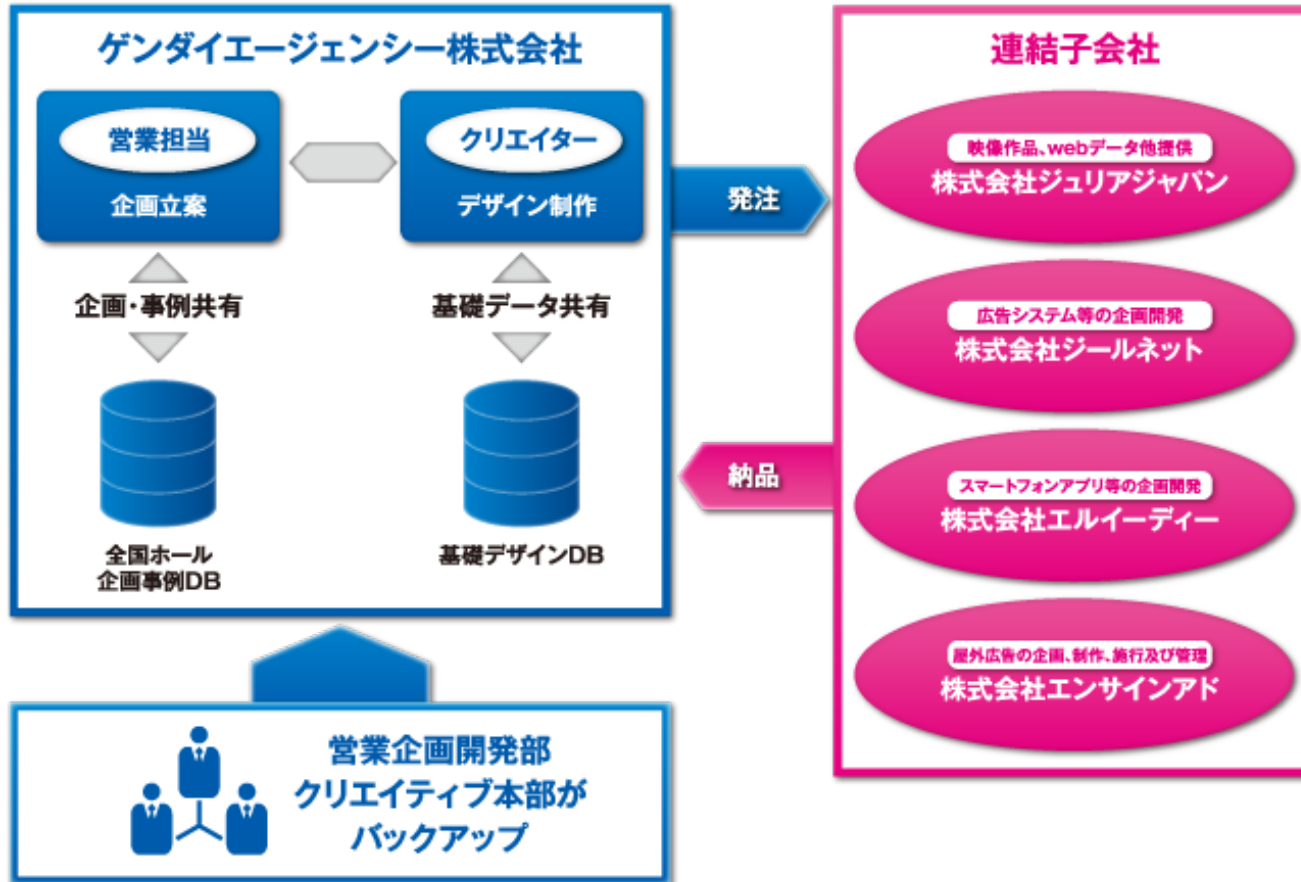 ゲンダイエージェンシー株式会社
営業担当
企画立案
クリエイター
デザイン制作
企画・事例共有
基礎データ共有
全国ホール
企画事例DB
基礎デザインDB
発注
納品
連結子会社
映像作品、webデータ他提供
株式会社ジュリアジャパン
広告システム等の企画開発
株式会社ジールネット
スマートフォンアプリ等の企画開発
株式会社エルイーディー
屋外広告の企画、制作、施行及び管理
株式会社エンサインアド
営業企画開発部
クリエイティブ本部が
バックアップ